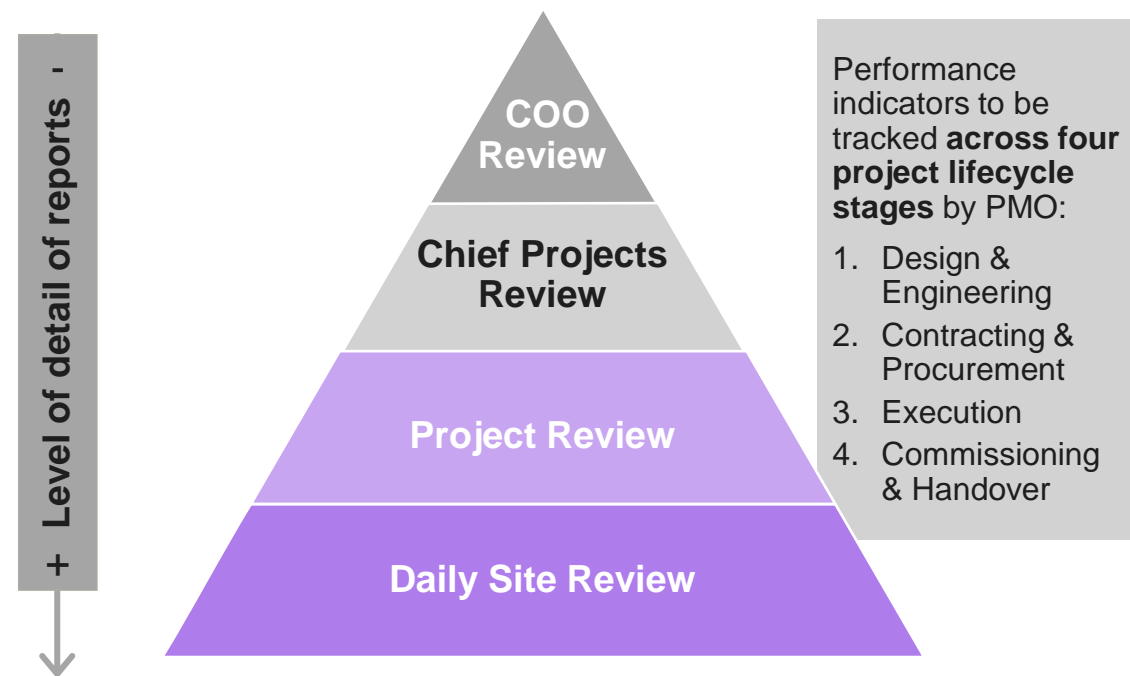 + Level of detail of reports -
COO
Review
Chief Projects
Review
Project Review
Daily Site Review
Performance
indicators to be
tracked across four
project lifecycle
stages by PMO:
1. Design &
Engineering
2. Contracting &
Procurement
3. Execution
4. Commissioning
& Handover